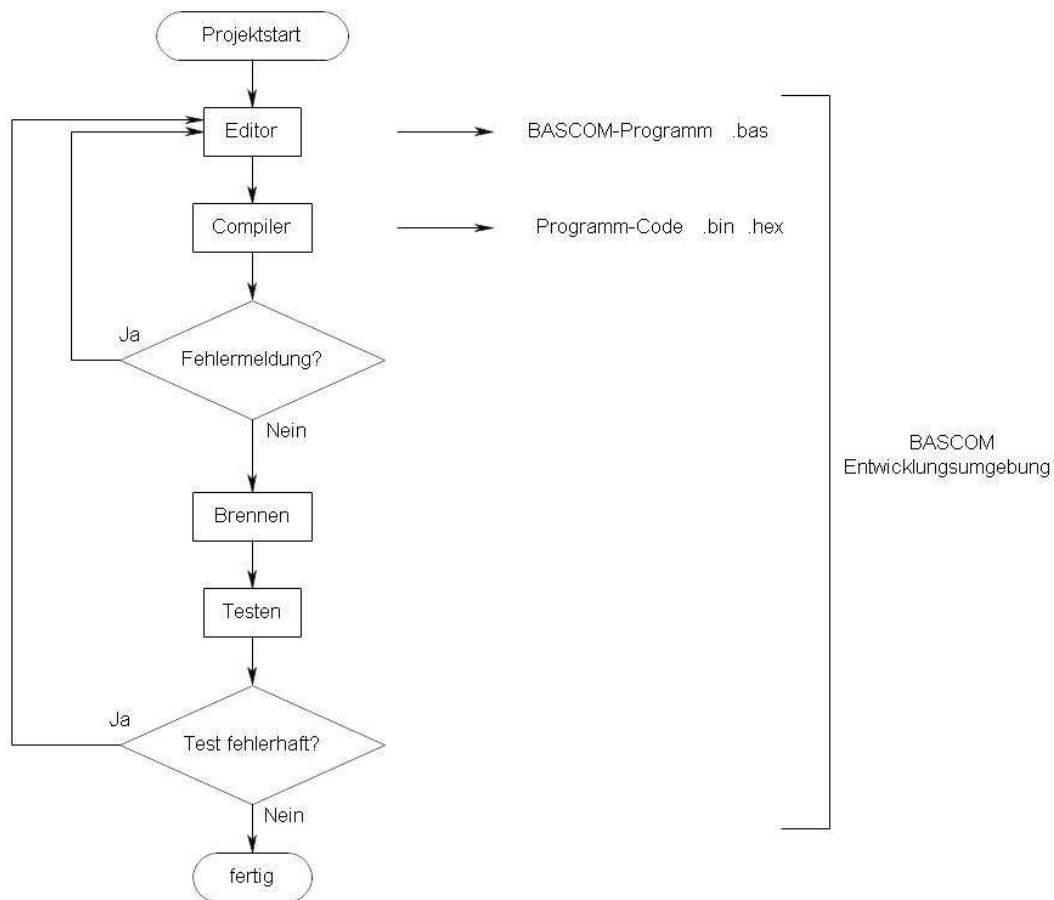 Projektstart
Editor
BASCOM-Programm .bas
Compiler
Programm-Code .bin .hex
Ja
Fehlermeldung?
Nein
BASCOM
Entwicklungsumgebung
Brennen
Testen
Ja
Test fehlerhaft?
Nein
fertig